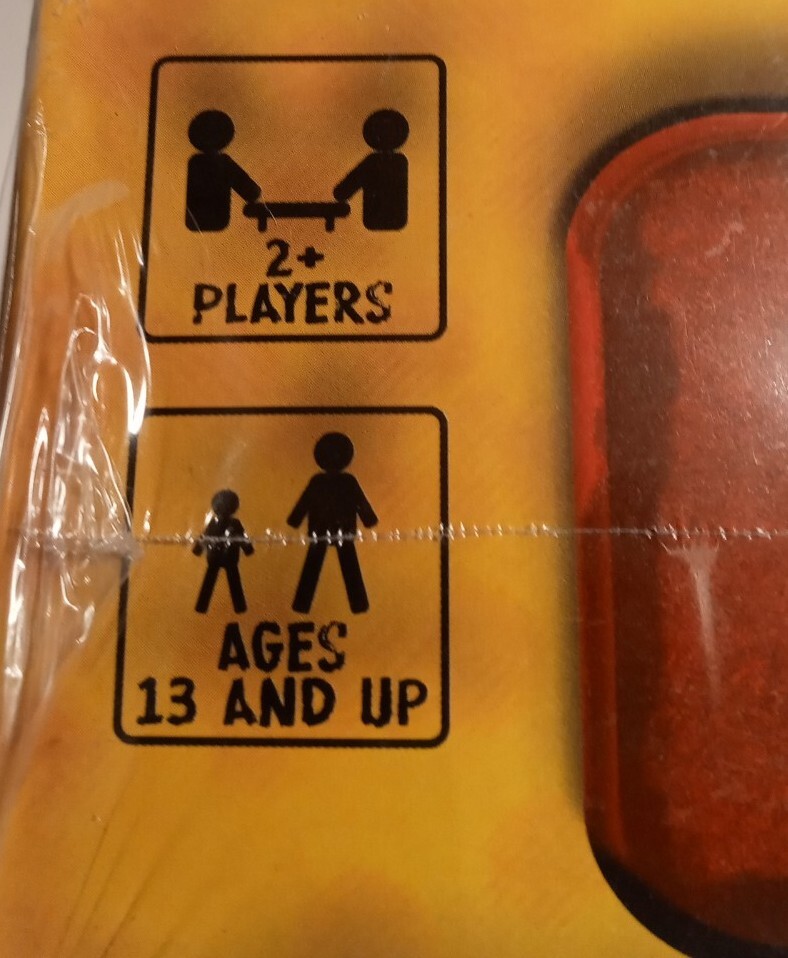 2+
PLAYERS
AGES
13 AND UP